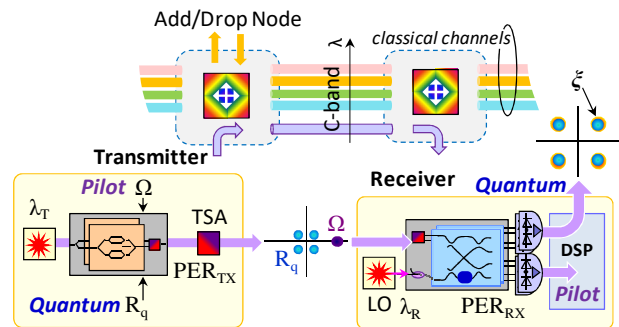 Add/Drop Node
λ
classical channels
C-band
ξ
Transmitter
Receiver
Quantum
Pilot
Ω
λT
TSA
Ω
Rq
DSP
PERTX
Pilot
Quantum
Rq
LO
λR
PERRX